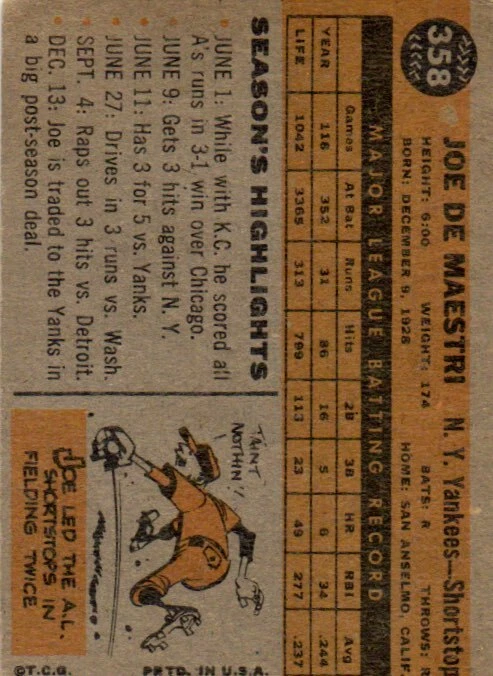 358
JOE DE MAESTRI N. Y. Yankees—Shortstop
HEIGHT: 6:00 WEIGHT: 174 BATS: R THROWS: R
BORN: DECEMBER 9, 1928 HOME: SAN ANSELMO, CALIF.
MAJOR LEAGUE BATTING RECORD
Games At Bat Runs Hits 2B 3B HR RBI Avg
YEAR 118 352 31 86 16 5 6 34 .244
LIFE 1042 3365 313 799 113 23 49 277 .237
SEASON'S HIGHLIGHTS
• JUNE 1: While with K.C. he scored all
A's runs in 3-1 win over Chicago.
• JUNE 9: Gets 3 hits against N. Y.
• JUNE 11: Has 3 for 5 vs. Yanks.
• JUNE 27: Drives in 3 runs vs. Wash.
• SEPT. 4: Raps out 3 hits vs. Detroit.
• DEC. 13: Joe is traded to the Yanks in
a big post-season deal.
'TAINT
NOTHIN'!
JOE LED THE A.L.
SHORTSTOPS IN
FIELDING TWICE
©T.C.G. PRTD. IN U.S.A.